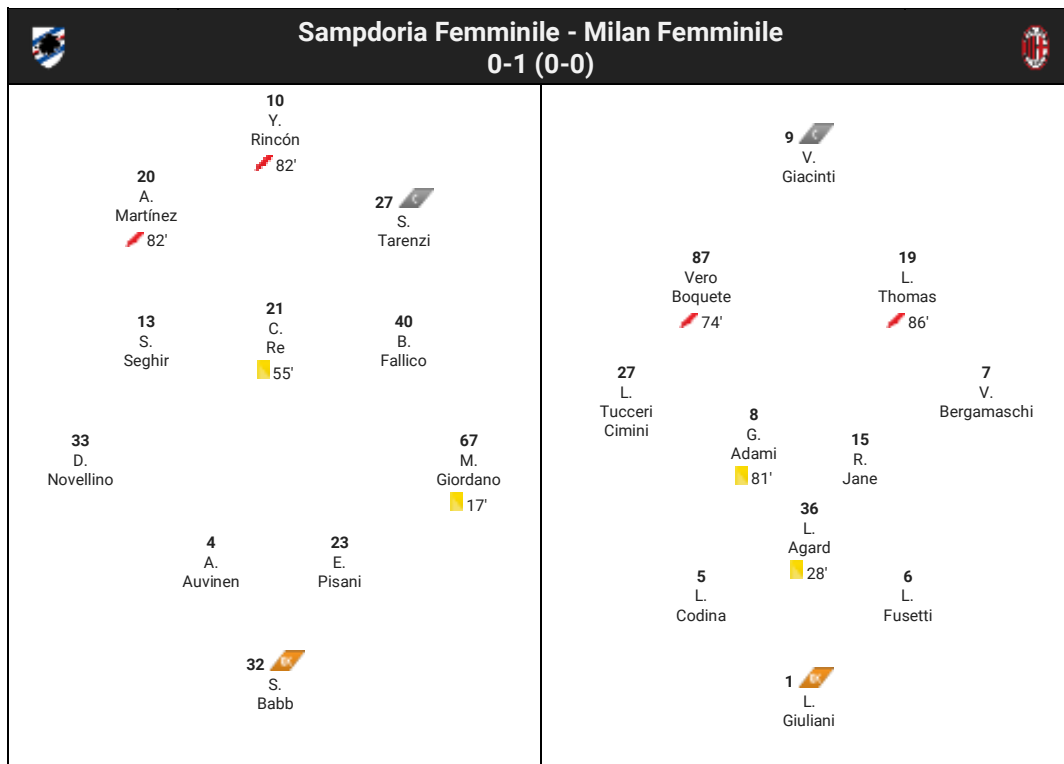 Sampdoria Femminile - Milan Femminile
0-1 (0-0)
10
Y.
Rincón
82'
20
A.
Martínez
82'
27 C
S.
Tarenzi
13
S.
Seghir
21
C.
Re
55'
40
B.
Fallico
33
D.
Novellino
67
M.
Giordano
17'
4
A.
Auvinen
23
E.
Pisani
32 GK
S.
Babb
9 C
V.
Giacinti
87
Vero
Boquete
74'
19
L.
Thomas
86'
27
L.
Tucceri
Cimini
7
V.
Bergamaschi
8
G.
Adami
81'
15
R.
Jane
36
L.
Agard
28'
5
L.
Codina
6
L.
Fusetti
1 GK
L.
Giuliani